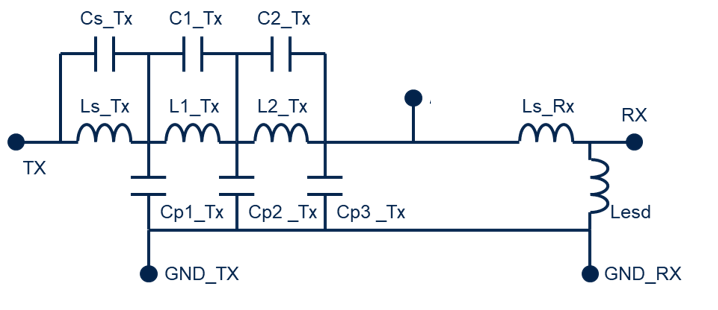 Cs_Tx C1_Tx C2_Tx
Ls_Tx L1_Tx L2_Tx Ls_Rx
RX
TX
Cp1_Tx Cp2 _Tx Cp3 _Tx Lesd
GND_TX GND_RX